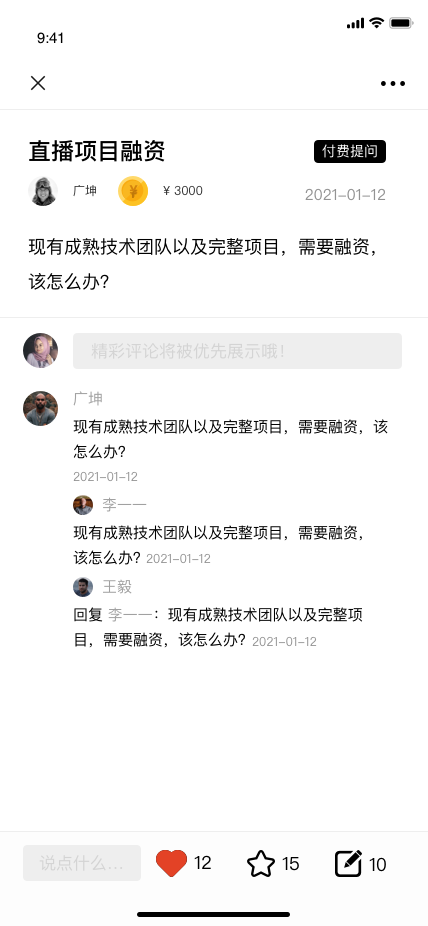 9:41
直播项目融资
付费提问
广坤
¥
¥ 3000
2021-01-12
现有成熟技术团队以及完整项目，需要融资，
该怎么办？
精彩评论将被优先展示哦！
广坤
现有成熟技术团队以及完整项目，需要融资，该
怎么办？
2021-01-12
李一一
现有成熟技术团队以及完整项目，需要融资，
该怎么办？ 2021-01-12
王毅
回复 李一一：现有成熟技术团队以及完整项
目，需要融资，该怎么办？ 2021-01-12
说点什么...
12
15
10